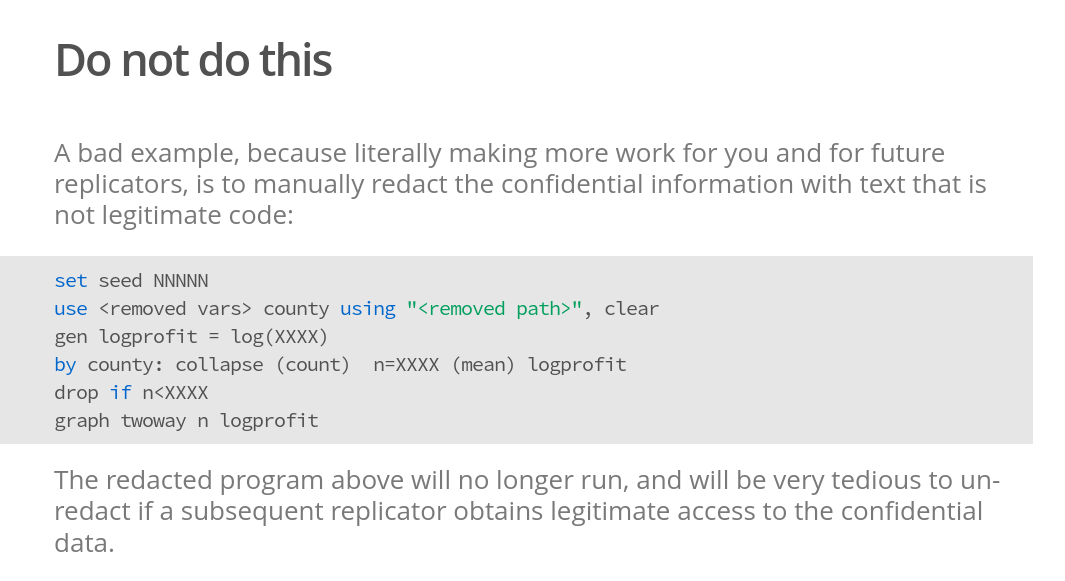 Do not do this
A bad example, because literally making more work for you and for future
replicators, is to manually redact the confidential information with text that is
not legitimate code:
set seed NNNNN
use <removed vars> county using "<removed path>", clear
gen logprofit = log(XXXX)
by county: collapse (count)  n=XXXX (mean) logprofit
drop if n<XXXX
graph twoway n logprofit
The redacted program above will no longer run, and will be very tedious to un-
redact if a subsequent replicator obtains legitimate access to the confidential
data.